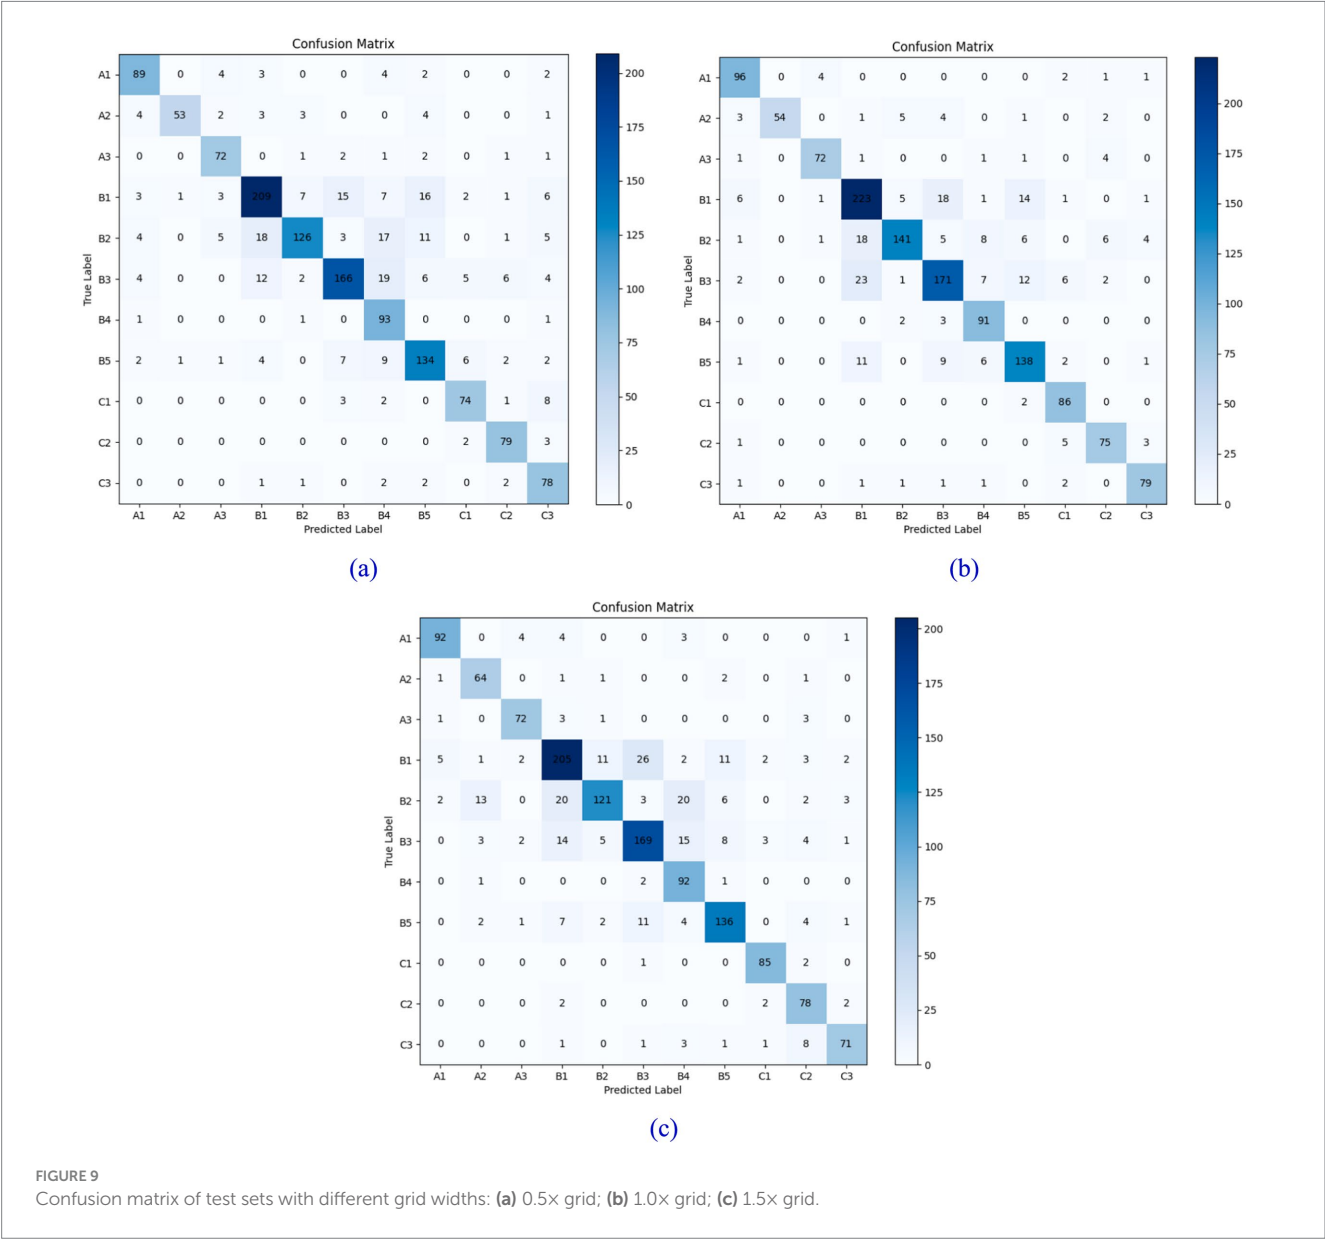 Confusion Matrix
A1 89 0 4 3 0 0 4 2 0 0 2
A2 4 53 2 3 3 0 0 4 0 0 1
A3 0 0 72 0 1 2 1 2 0 1 1
B1 3 1 3 209 7 15 7 16 2 1 6
B2 4 0 5 18 126 3 17 11 0 1 5
B3 4 0 0 12 2 166 19 6 5 6 4
B4 1 0 0 0 1 0 93 0 0 0 1
B5 2 1 1 4 0 7 9 134 6 2 2
C1 0 0 0 0 0 3 2 0 74 1 8
C2 0 0 0 0 0 0 0 0 2 79 3
C3 0 0 0 1 1 0 2 2 0 2 78
A1 A2 A3 B1 B2 B3 B4 B5 C1 C2 C3
Predicted Label
True Label
200
175
150
125
100
75
50
25
0
(a)
Confusion Matrix
A1 96 0 4 0 0 0 0 0 2 1 1
A2 3 54 0 1 5 4 0 1 0 2 0
A3 1 0 72 1 0 0 1 1 0 4 0
B1 6 0 1 223 5 18 1 14 1 0 1
B2 1 0 1 18 141 5 8 6 0 6 4
B3 2 0 0 23 1 171 7 12 6 2 0
B4 0 0 0 0 2 3 91 0 0 0 0
B5 1 0 0 11 0 9 6 138 2 0 1
C1 0 0 0 0 0 0 0 2 86 0 0
C2 1 0 0 0 0 0 0 0 5 75 3
C3 1 0 0 1 1 1 1 0 2 0 79
A1 A2 A3 B1 B2 B3 B4 B5 C1 C2 C3
Predicted Label
True Label
200
175
150
125
100
75
50
25
0
(b)
Confusion Matrix
A1 92 0 4 4 0 0 3 0 0 0 1
A2 1 64 0 1 1 0 0 2 0 1 0
A3 1 0 72 3 1 0 0 0 0 3 0
B1 5 1 2 205 11 26 2 11 2 3 2
B2 2 13 0 20 121 3 20 6 0 2 3
B3 0 3 2 14 5 169 15 8 3 4 1
B4 0 1 0 0 0 2 92 1 0 0 0
B5 0 2 1 7 2 11 4 136 0 4 1
C1 0 0 0 0 0 1 0 0 85 2 0
C2 0 0 0 2 0 0 0 0 2 78 2
C3 0 0 0 1 0 1 3 1 1 8 71
A1 A2 A3 B1 B2 B3 B4 B5 C1 C2 C3
Predicted Label
True Label
200
175
150
125
100
75
50
25
0
(c)
FIGURE 9
Confusion matrix of test sets with different grid widths: (a) 0.5× grid; (b) 1.0× grid; (c) 1.5× grid.